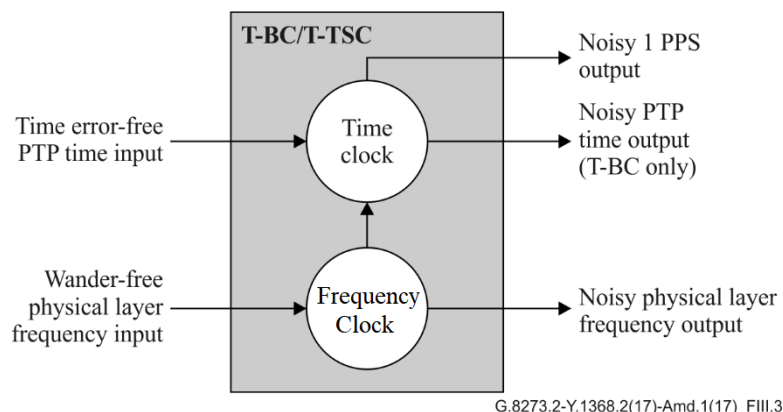 T-BC/T-TSC
Noisy 1 PPS
output
Time error-free
PTP time input
Time
clock
Noisy PTP
time output
(T-BC only)
Wander-free
physical layer
frequency input
Frequency
Clock
Noisy physical layer
frequency output
G.8273.2-Y.1368.2(17)-Amd.1(17)_FIII.3